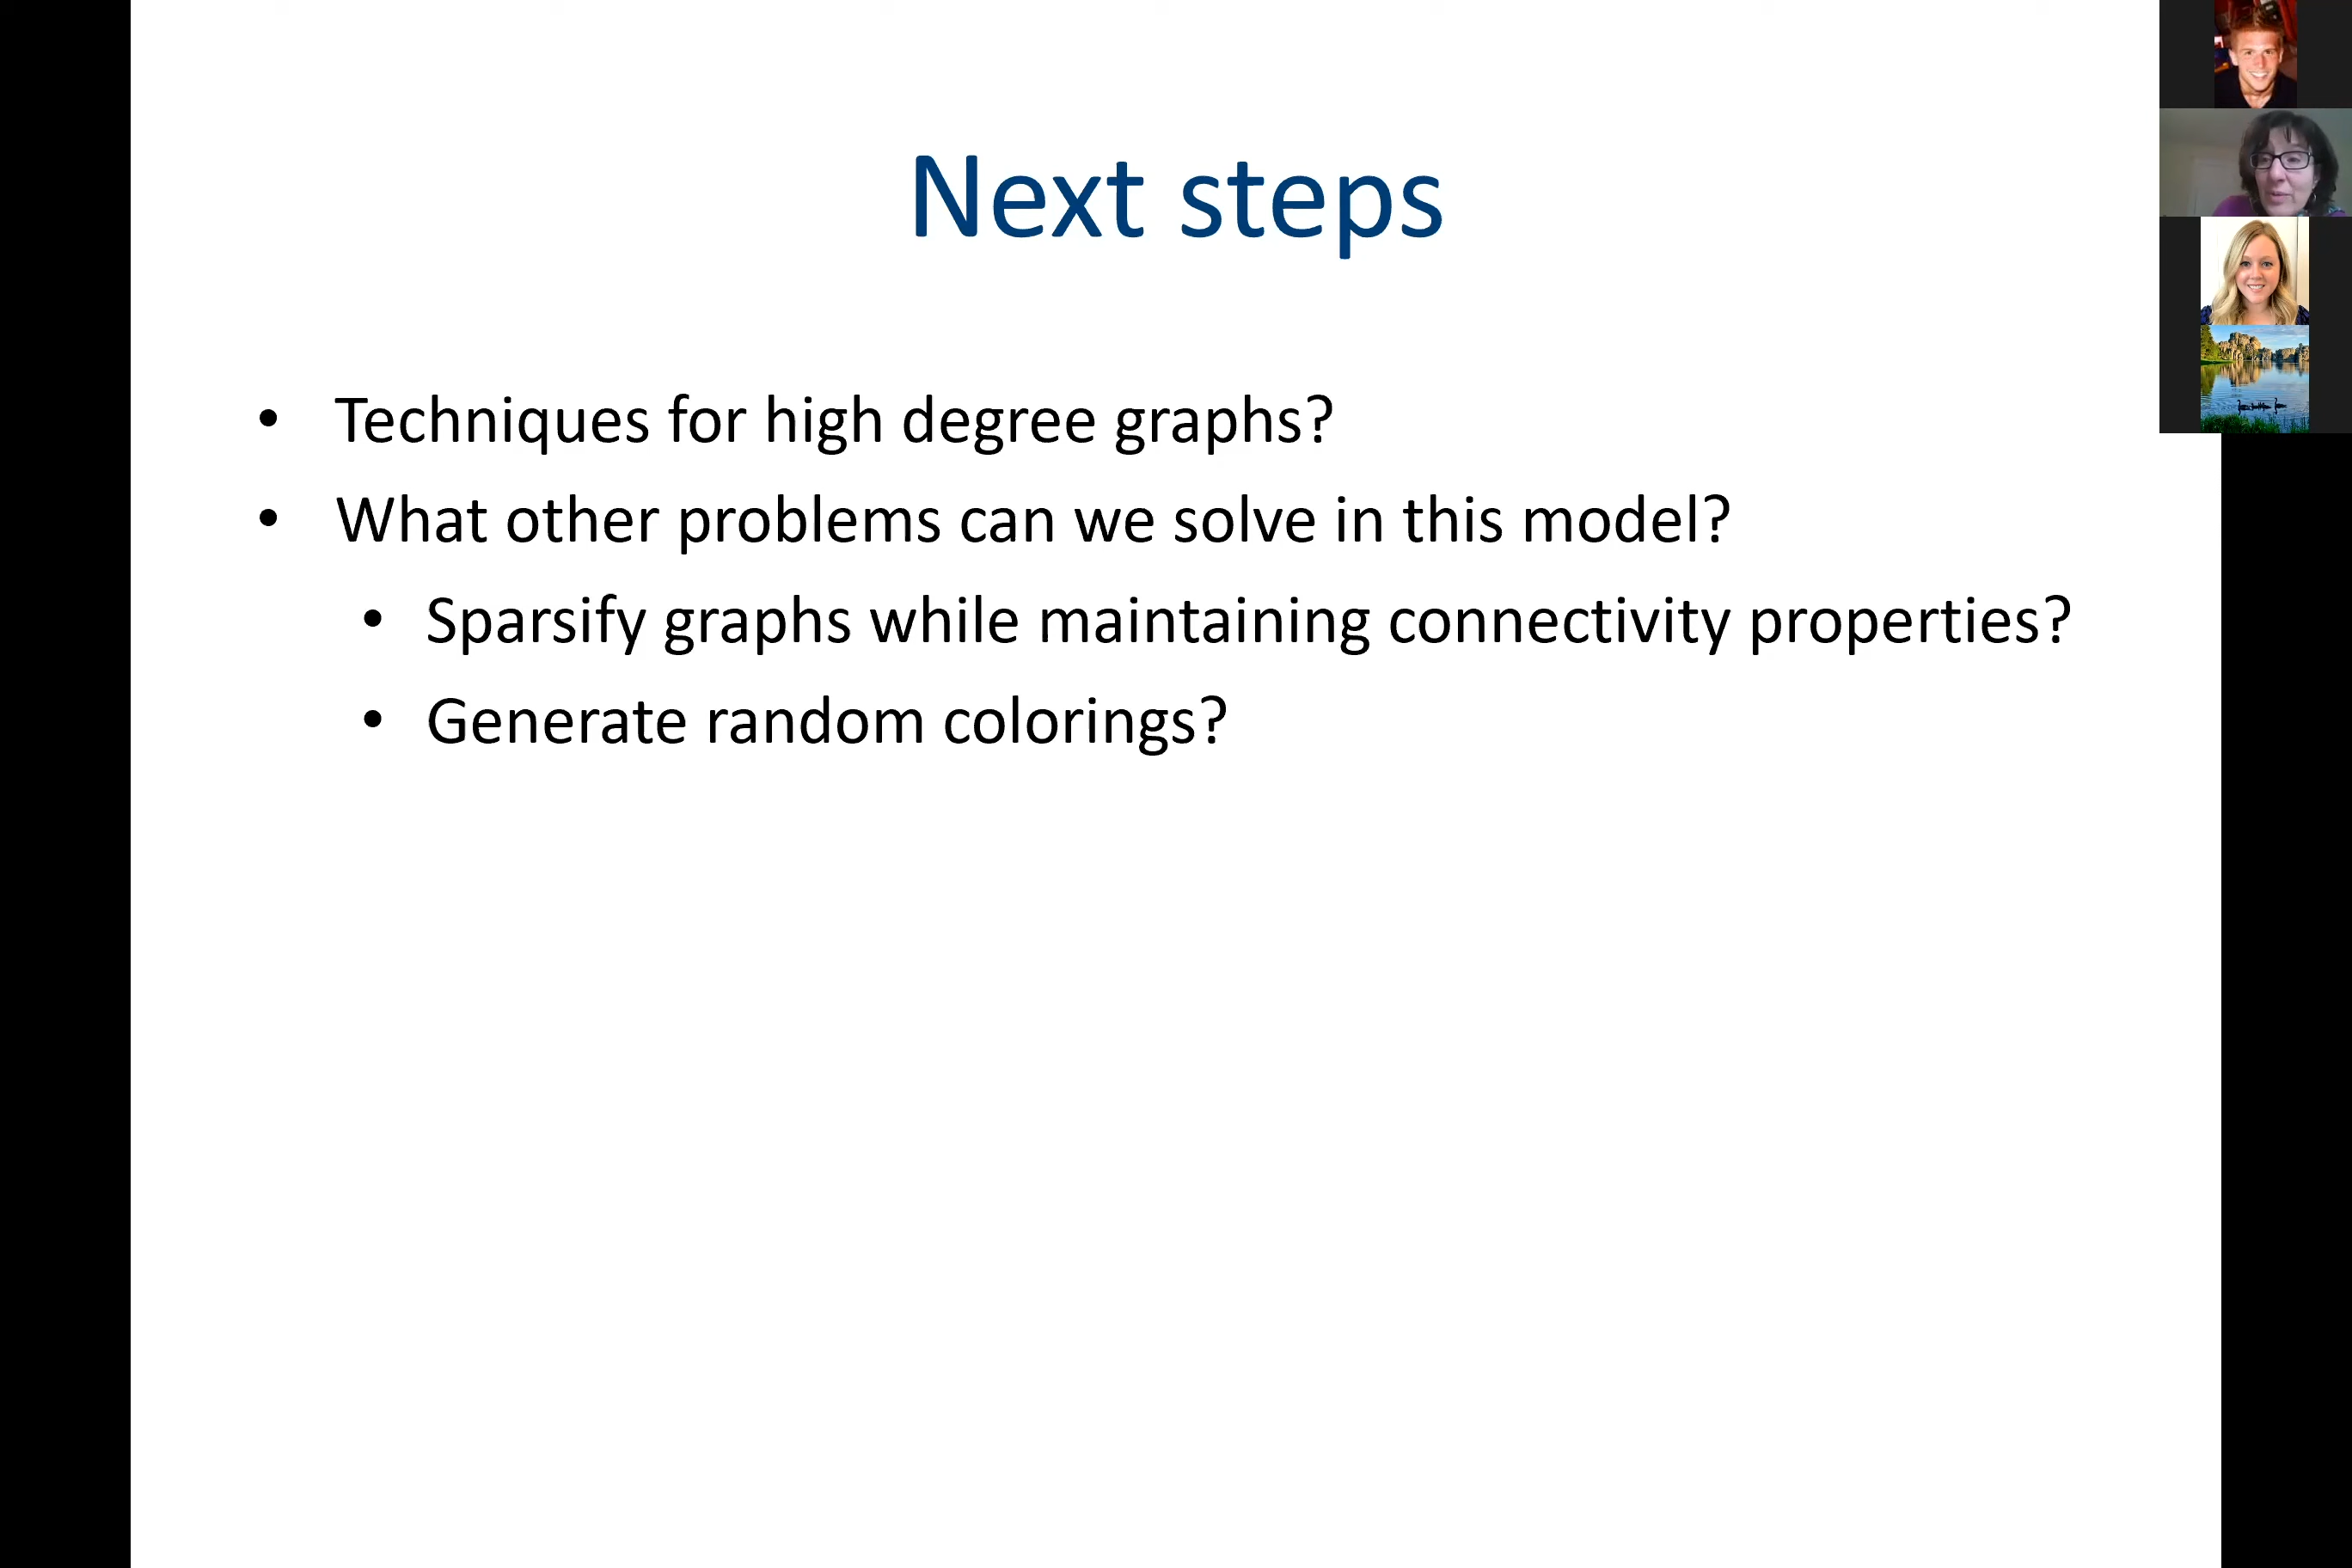 Next steps
• Techniques for high degree graphs?
• What other problems can we solve in this model?
• Sparsify graphs while maintaining connectivity properties?
• Generate random colorings?